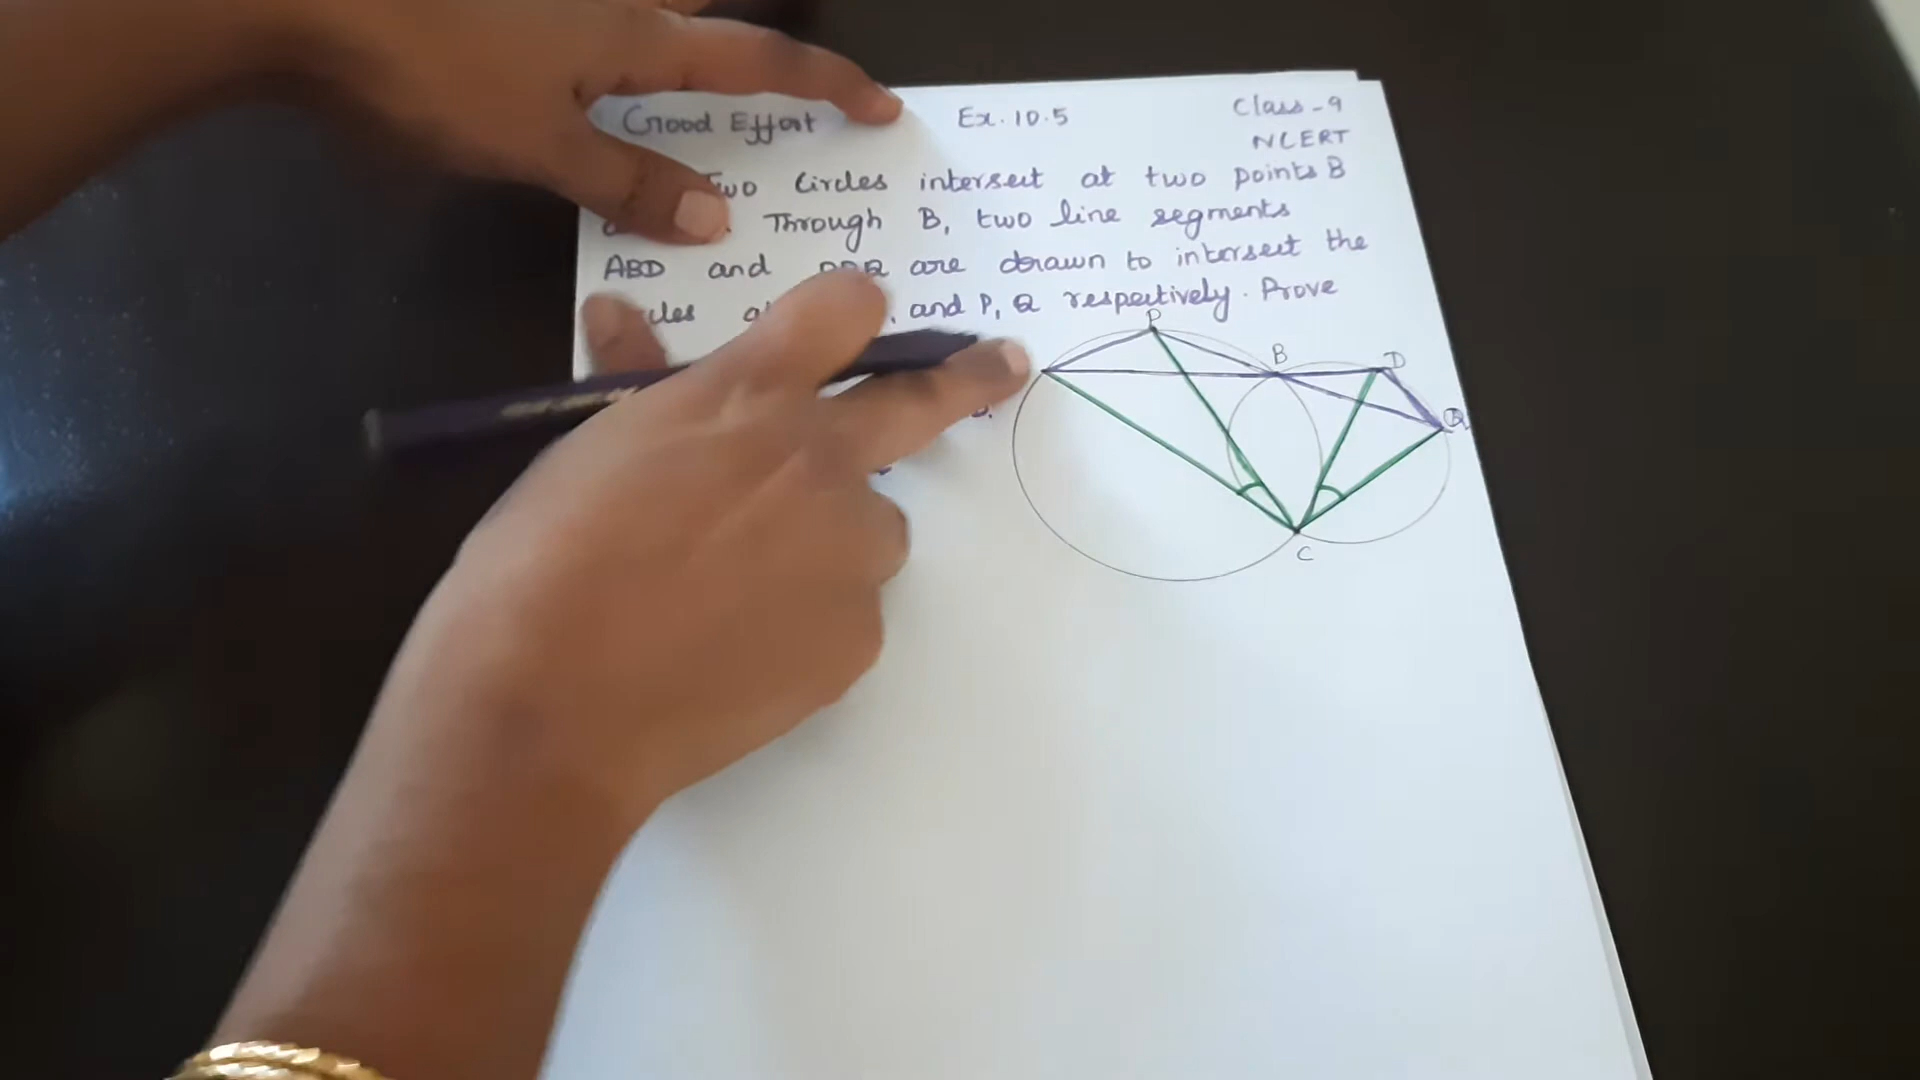 Good Effort Ex. 10.5 Class-9
NCERT
Two Circles intersect at two points B
Through B, two line segments
ABD and are drawn to intersect the
and P, Q respectively. Prove
P
B
D
Q
C